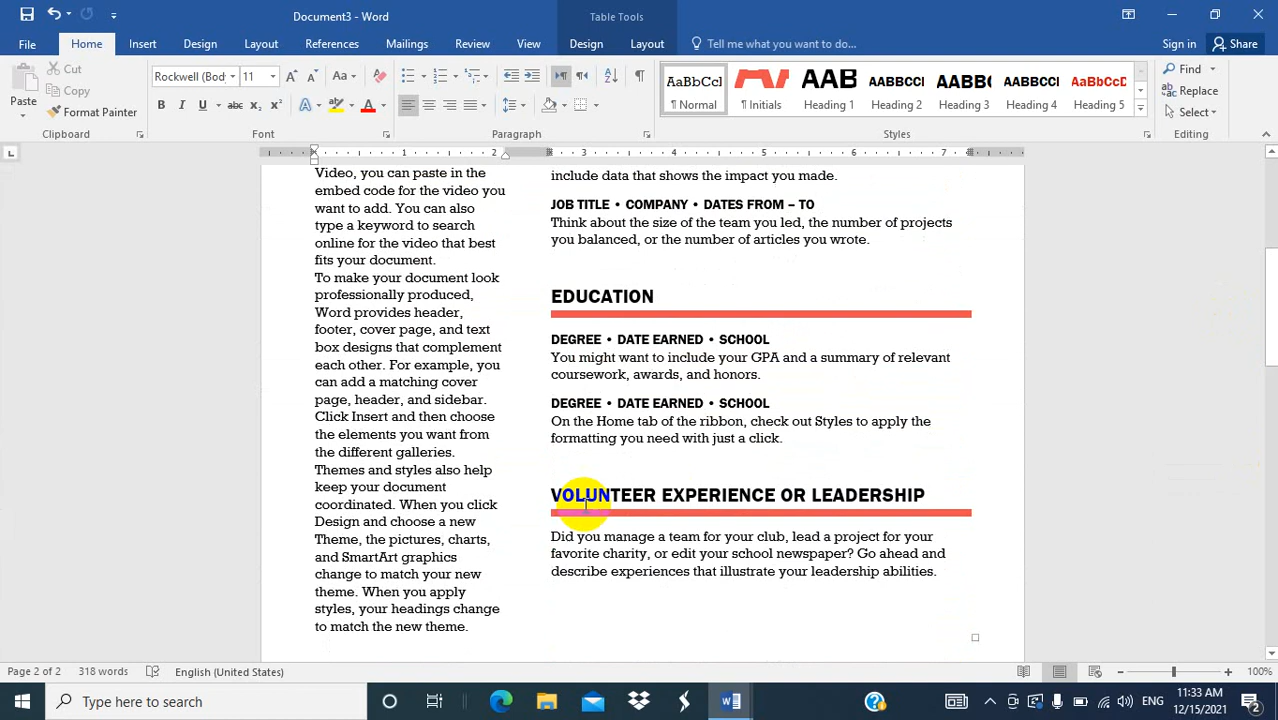 Document3 - Word
Table Tools
File
Home
Insert
Design
Layout
References
Mailings
Review
View
Design
Layout
Tell me what you want to do...
Sign in
Share
Paste
Cut
Copy
Format Painter
Clipboard
Rockwell (Body
11
Font
Paragraph
AaBbCcI
¶ Normal
¶ Initials
AAB
Heading 1
AABBCCI
Heading 2
AABBC
Heading 3
AABBCCI
Heading 4
AaBbCcD
Heading 5
Styles
Find
Replace
Select
Editing
1 2 3 4 5 6 7
Video, you can paste in the
embed code for the video you
want to add. You can also
type a keyword to search
online for the video that best
fits your document.
To make your document look
professionally produced,
Word provides header,
footer, cover page, and text
box designs that complement
each other. For example, you
can add a matching cover
page, header, and sidebar.
Click Insert and then choose
the elements you want from
the different galleries.
Themes and styles also help
keep your document
coordinated. When you click
Design and choose a new
Theme, the pictures, charts,
and SmartArt graphics
change to match your new
theme. When you apply
styles, your headings change
to match the new theme.
include data that shows the impact you made.
JOB TITLE • COMPANY • DATES FROM – TO
Think about the size of the team you led, the number of projects
you balanced, or the number of articles you wrote.
EDUCATION
DEGREE • DATE EARNED • SCHOOL
You might want to include your GPA and a summary of relevant
coursework, awards, and honors.
DEGREE • DATE EARNED • SCHOOL
On the Home tab of the ribbon, check out Styles to apply the
formatting you need with just a click.
VOLUNTEER EXPERIENCE OR LEADERSHIP
Did you manage a team for your club, lead a project for your
favorite charity, or edit your school newspaper? Go ahead and
describe experiences that illustrate your leadership abilities.
Page 2 of 2
318 words
English (United States)
100%
Type here to search
ENG
11:33 AM
12/15/2021
2